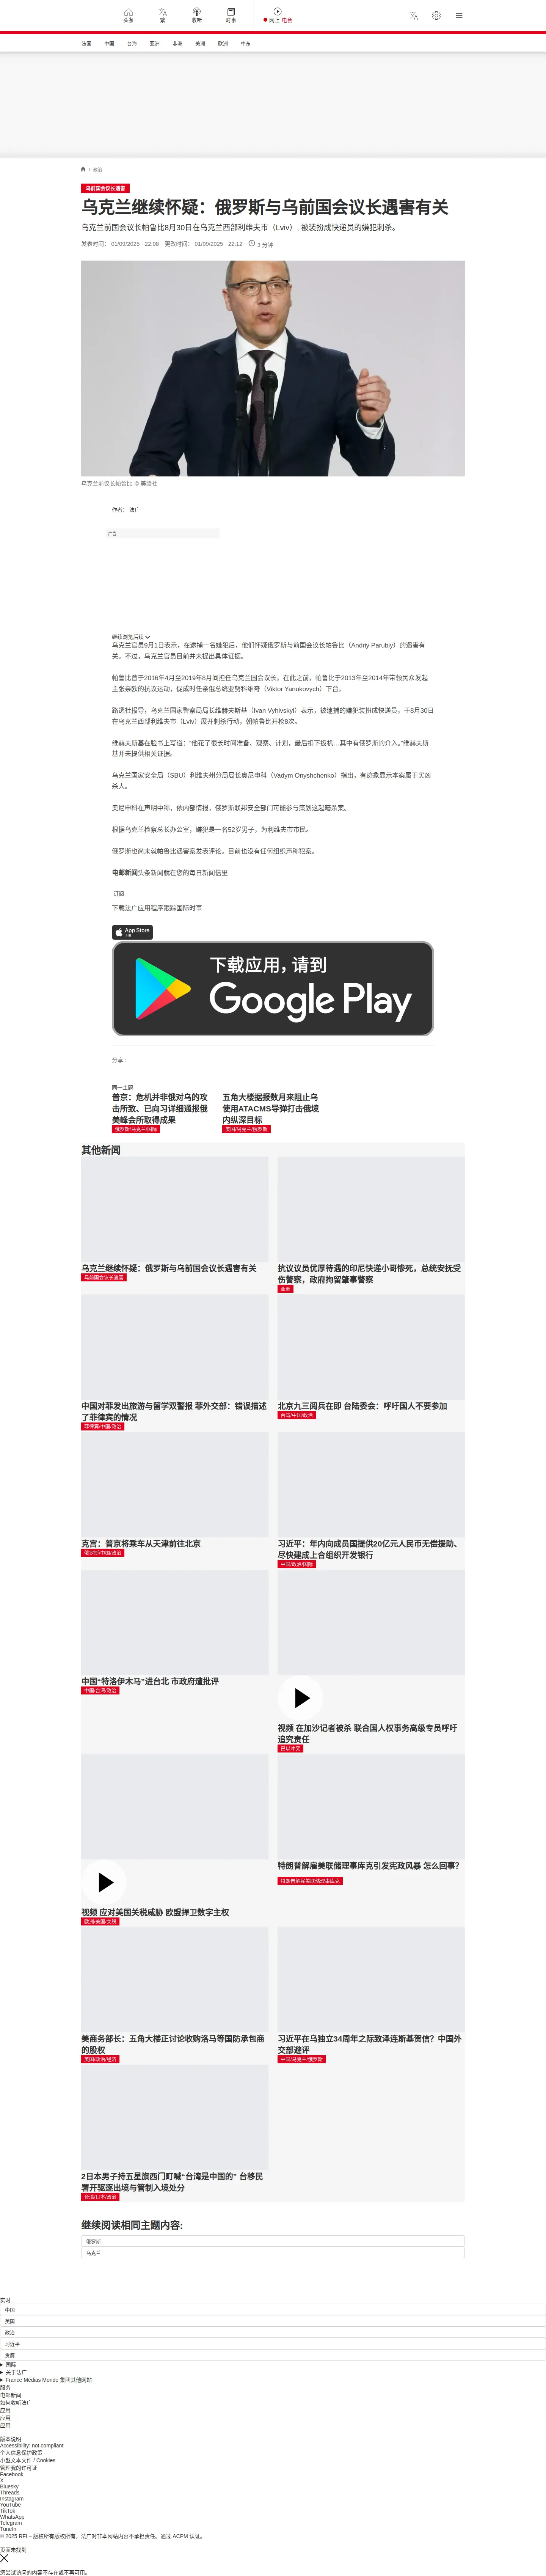 头条
繁
收听
时事
网上 电台
法国 中国 台海 亚洲 非洲 美洲 欧洲 中东
/ 政治
乌前国会议长遇害
乌克兰继续怀疑：俄罗斯与乌前国会议长遇害有关
乌克兰前国会议长帕鲁比8月30日在乌克兰西部利维夫市（Lviv）, 被装扮成快递员的嫌犯刺杀。
发表时间： 01/09/2025 - 22:08 更改时间： 01/09/2025 - 22:12 3 分钟
乌克兰前议长帕鲁比 © 美联社
作者： 法广
广告
继续浏览后续
乌克兰官员9月1日表示，在逮捕一名嫌犯后，他们怀疑俄罗斯与前国会议长帕鲁比（Andriy Parubiy）的遇害有
关。不过，乌克兰官员目前并未提出具体证据。
帕鲁比曾于2016年4月至2019年8月间担任乌克兰国会议长。在此之前，帕鲁比于2013年至2014年带领民众发起
主张亲欧的抗议运动，促成时任亲俄总统亚努科维奇（Viktor Yanukovych）下台。
路透社报导，乌克兰国家警察局局长维赫夫斯基（Ivan Vyhivskyi）表示，被逮捕的嫌犯装扮成快递员，于8月30日
在乌克兰西部利维夫市（Lviv）展开刺杀行动，朝帕鲁比开枪8次。
维赫夫斯基在脸书上写道：“他花了很长时间准备、观察、计划，最后扣下扳机…其中有俄罗斯的介入。”维赫夫斯
基并未提供相关证据。
乌克兰国家安全局（SBU）利维夫州分局局长奥尼申科（Vadym Onyshchenko）指出，有迹象显示本案属于买凶
杀人。
奥尼申科在声明中称，依内部情报，俄罗斯联邦安全部门可能参与策划这起暗杀案。
根据乌克兰检察总长办公室，嫌犯是一名52岁男子，为利维夫市市民。
俄罗斯也尚未就帕鲁比遇害案发表评论。目前也没有任何组织声称犯案。
电邮新闻头条新闻就在您的每日新闻信里
订阅
下载法广应用程序跟踪国际时事
App Store
下载
下载应用，请到
Google Play
分享 :
同一主题
普京：危机并非俄对乌的攻
击所致、已向习详细通报俄
美峰会所取得成果
俄罗斯/乌克兰/国际
五角大楼据报数月来阻止乌
使用ATACMS导弹打击俄境
内纵深目标
美国/乌克兰/俄罗斯
其他新闻
乌克兰继续怀疑：俄罗斯与乌前国会议长遇害有关
乌前国会议长遇害
抗议议员优厚待遇的印尼快递小哥惨死，总统安抚受
伤警察，政府拘留肇事警察
亚洲
中国对菲发出旅游与留学双警报 菲外交部：错误描述
了菲律宾的情况
菲律宾/中国/政治
北京九三阅兵在即 台陆委会：呼吁国人不要参加
台湾/中国/政治
克宫：普京将乘车从天津前往北京
俄罗斯/中国/政治
习近平：年内向成员国提供20亿元人民币无偿援助、
尽快建成上合组织开发银行
中国/政治/国际
中国“特洛伊木马”进台北 市政府遭批评
中国/台湾/政治
视频 在加沙记者被杀 联合国人权事务高级专员呼吁
追究责任
巴以冲突
视频 应对美国关税威胁 欧盟捍卫数字主权
欧洲/美国/关税
特朗普解雇美联储理事库克引发宪政风暴 怎么回事?
特朗普解雇美联储理事库克
美商务部长：五角大楼正讨论收购洛马等国防承包商
的股权
美国/政治/经济
习近平在乌独立34周年之际致泽连斯基贺信？中国外
交部避评
中国/乌克兰/俄罗斯
2日本男子持五星旗西门町喊“台湾是中国的” 台移民
署开驱逐出境与管制入境处分
台湾/日本/政治
继续阅读相同主题内容:
俄罗斯
乌克兰
实时
中国
美国
政治
习近平
贪腐
国际
关于法广
France Médias Monde 集团其他网站
服务
电邮新闻
如何收听法广
应用
应用
应用
版本说明
Accessibility: not compliant
个人信息保护政策
小型文本文件 / Cookies
管理我的许可证
Facebook
X
Bluesky
Threads
Instagram
YouTube
TikTok
WhatsApp
Telegram
TuneIn
© 2025 RFI – 版权所有版权所有。法广对非本网站内容不承担责任。通过 ACPM 认证。
页面未找到
您尝试访问的内容不存在或不再可用。